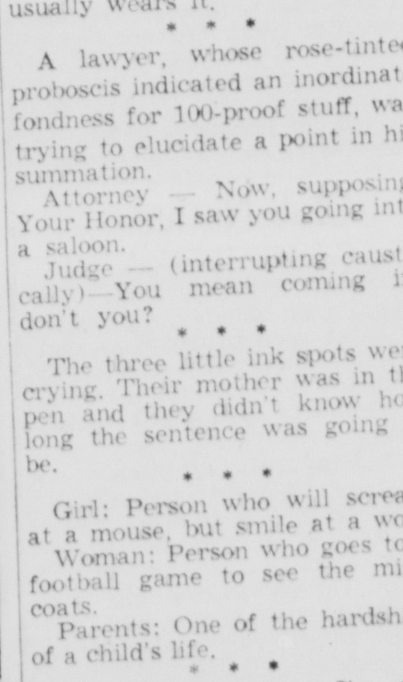 usually wears it.
* * *
A lawyer, whose rose-tinte
proboscis indicated an inordinat
fondness for 100-proof stuff, wa
trying to elucidate a point in hi
summation.
Attorney — Now, supposing
Your Honor, I saw you going int
a saloon.
Judge — (interrupting causti
cally)—You mean coming i
don't you?
* * *
The three little ink spots wer
crying. Their mother was in th
pen and they didn't know ho
long the sentence was going
be.
* * *
Girl: Person who will screa
at a mouse, but smile at a wo
Woman: Person who goes to
football game to see the mi
coats.
Parents: One of the hardsh
of a child's life.
* * *